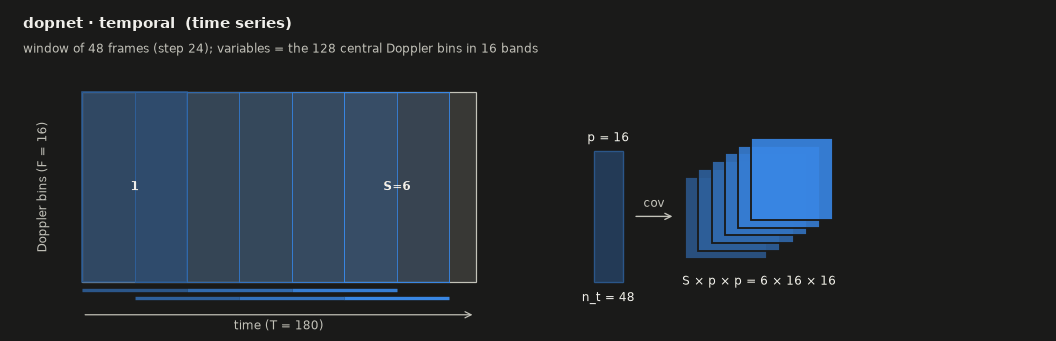 dopnet · temporal  (time series)
window of 48 frames (step 24); variables = the 128 central Doppler bins in 16 bands
Doppler bins (F = 16)
1
S=6
time (T = 180)
p = 16
n_t = 48
cov
S × p × p = 6 × 16 × 16